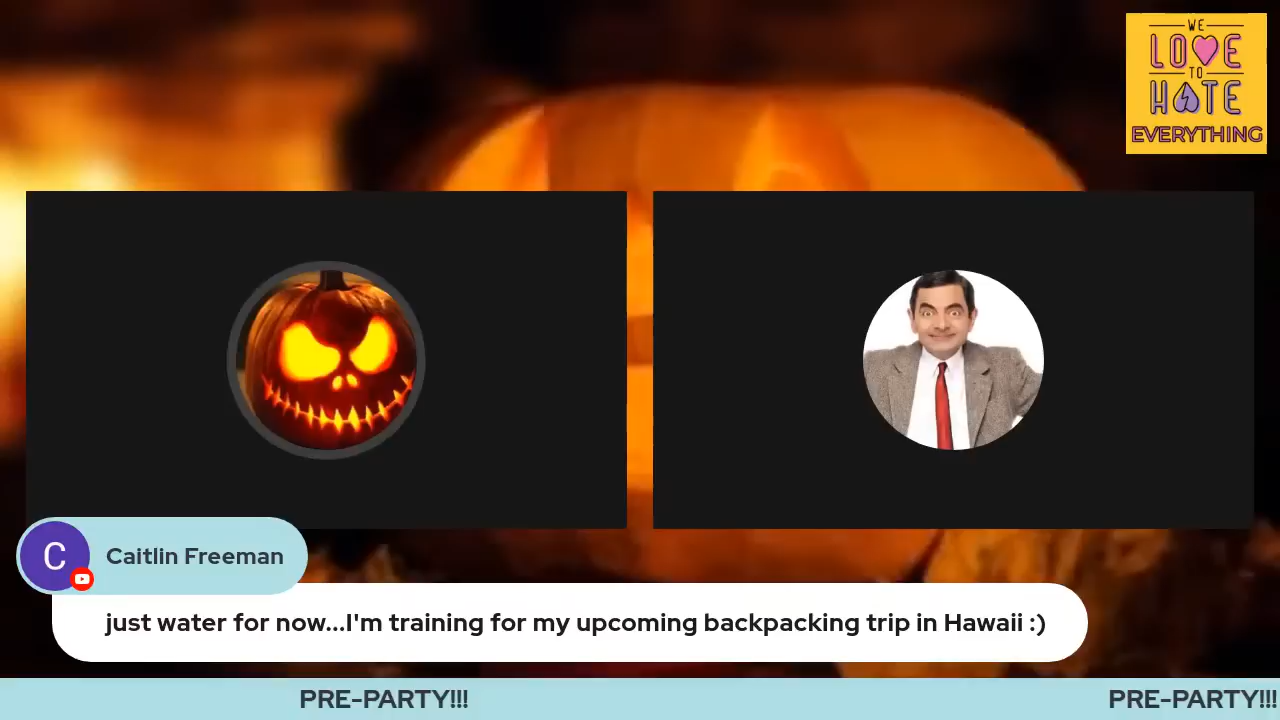 WE
LOVE
TO
HATE
EVERYTHING
C
Caitlin Freeman
just water for now...I'm training for my upcoming backpacking trip in Hawaii :)
PRE-PARTY!!! PRE-PARTY!!!